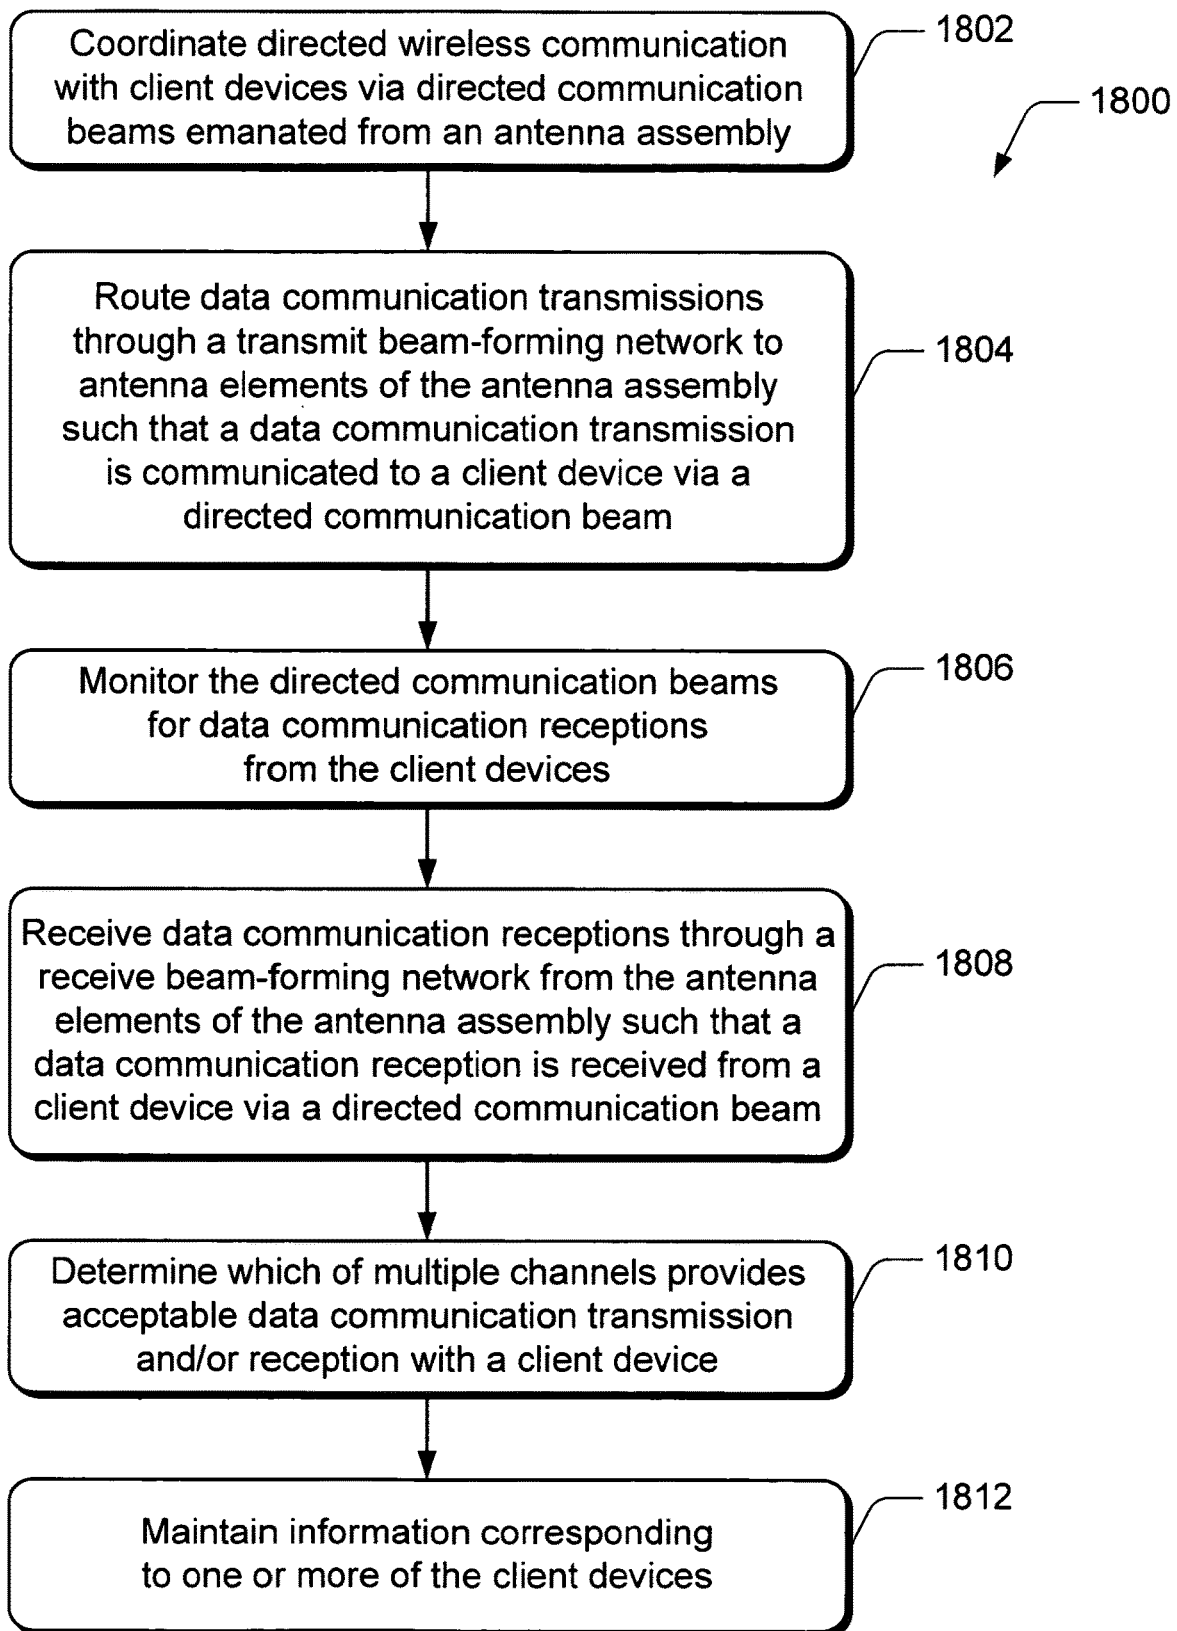 Coordinate directed wireless communication
with client devices via directed communication
beams emanated from an antenna assembly
1802
1800
Route data communication transmissions
through a transmit beam-forming network to
antenna elements of the antenna assembly
such that a data communication transmission
is communicated to a client device via a
directed communication beam
1804
Monitor the directed communication beams
for data communication receptions
from the client devices
1806
Receive data communication receptions through a
receive beam-forming network from the antenna
elements of the antenna assembly such that a
data communication reception is received from a
client device via a directed communication beam
1808
Determine which of multiple channels provides
acceptable data communication transmission
and/or reception with a client device
1810
Maintain information corresponding
to one or more of the client devices
1812